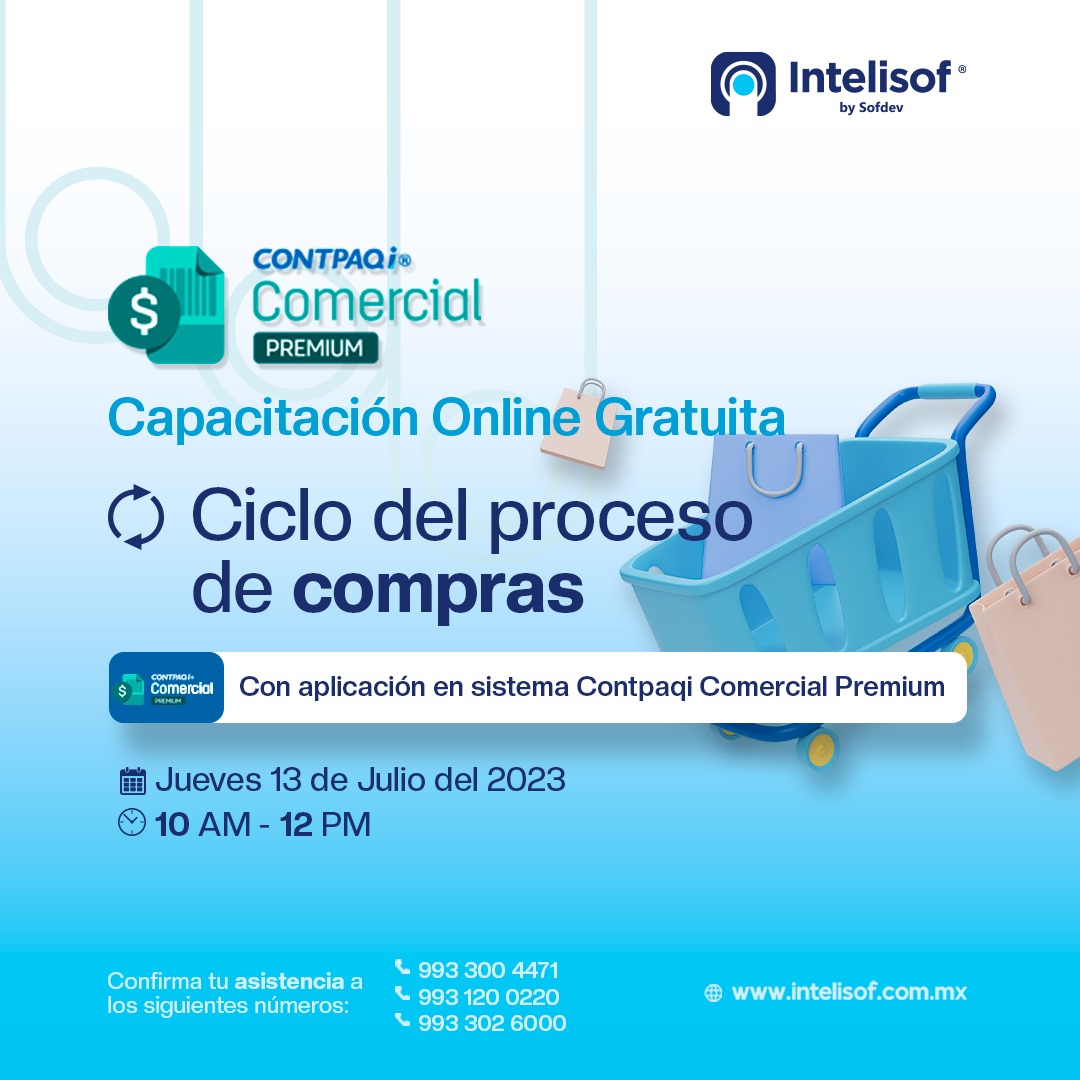 Intelisof ®
by Sofdev
CONTPAQi®
Comercial
PREMIUM
$
Capacitación Online Gratuita
Ciclo del proceso
de compras
$
CONTPAQi®
Comercial
PREMIUM
Con aplicación en sistema Contpaqi Comercial Premium
Jueves 13 de Julio del 2023
10 AM - 12 PM
Confirma tu asistencia a
los siguientes números:
993 300 4471
993 120 0220
993 302 6000
www.intelisof.com.mx